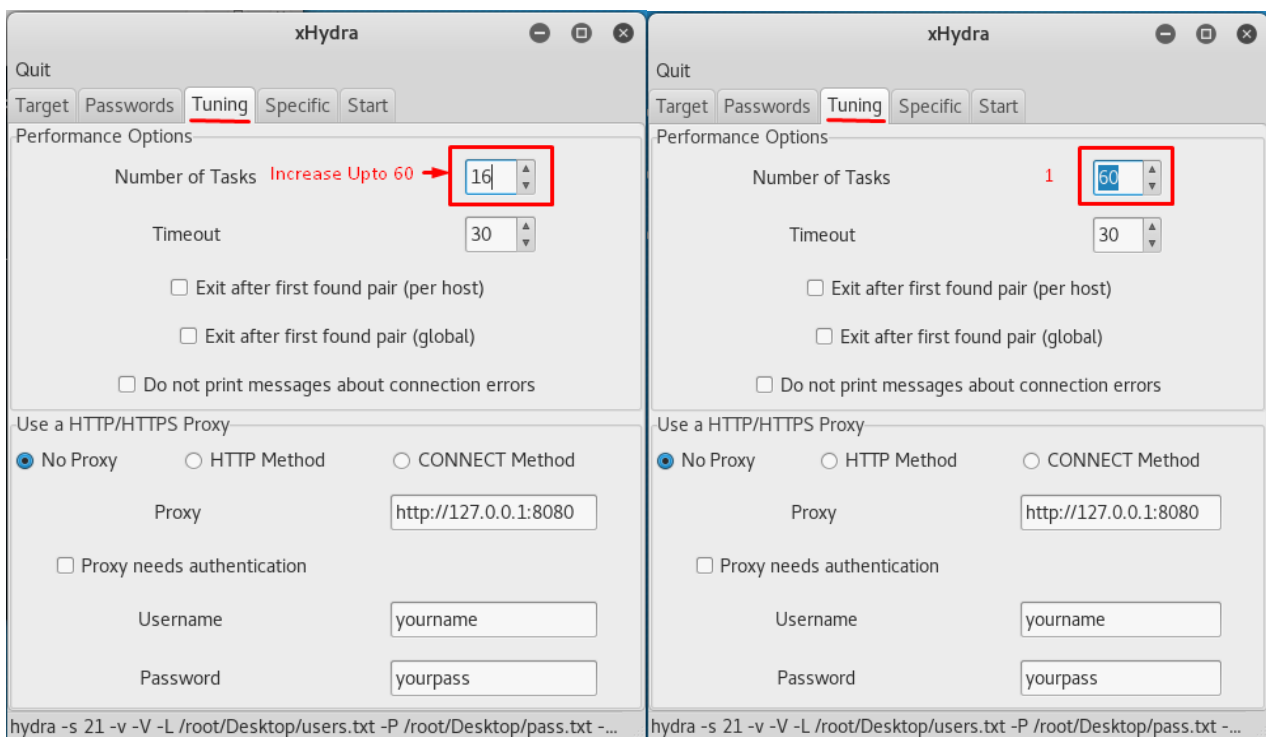 xHydra
Quit
Target Passwords Tuning Specific Start
Performance Options
Number of Tasks Increase Upto 60 16
Timeout 30
Exit after first found pair (per host)
Exit after first found pair (global)
Do not print messages about connection errors
Use a HTTP/HTTPS Proxy
No Proxy HTTP Method CONNECT Method
Proxy http://127.0.0.1:8080
Proxy needs authentication
Username yourname
Password yourpass
hydra -s 21 -v -V -L /root/Desktop/users.txt -P /root/Desktop/pass.txt -...
xHydra
Quit
Target Passwords Tuning Specific Start
Performance Options
Number of Tasks 1 60
Timeout 30
Exit after first found pair (per host)
Exit after first found pair (global)
Do not print messages about connection errors
Use a HTTP/HTTPS Proxy
No Proxy HTTP Method CONNECT Method
Proxy http://127.0.0.1:8080
Proxy needs authentication
Username yourname
Password yourpass
hydra -s 21 -v -V -L /root/Desktop/users.txt -P /root/Desktop/pass.txt -...